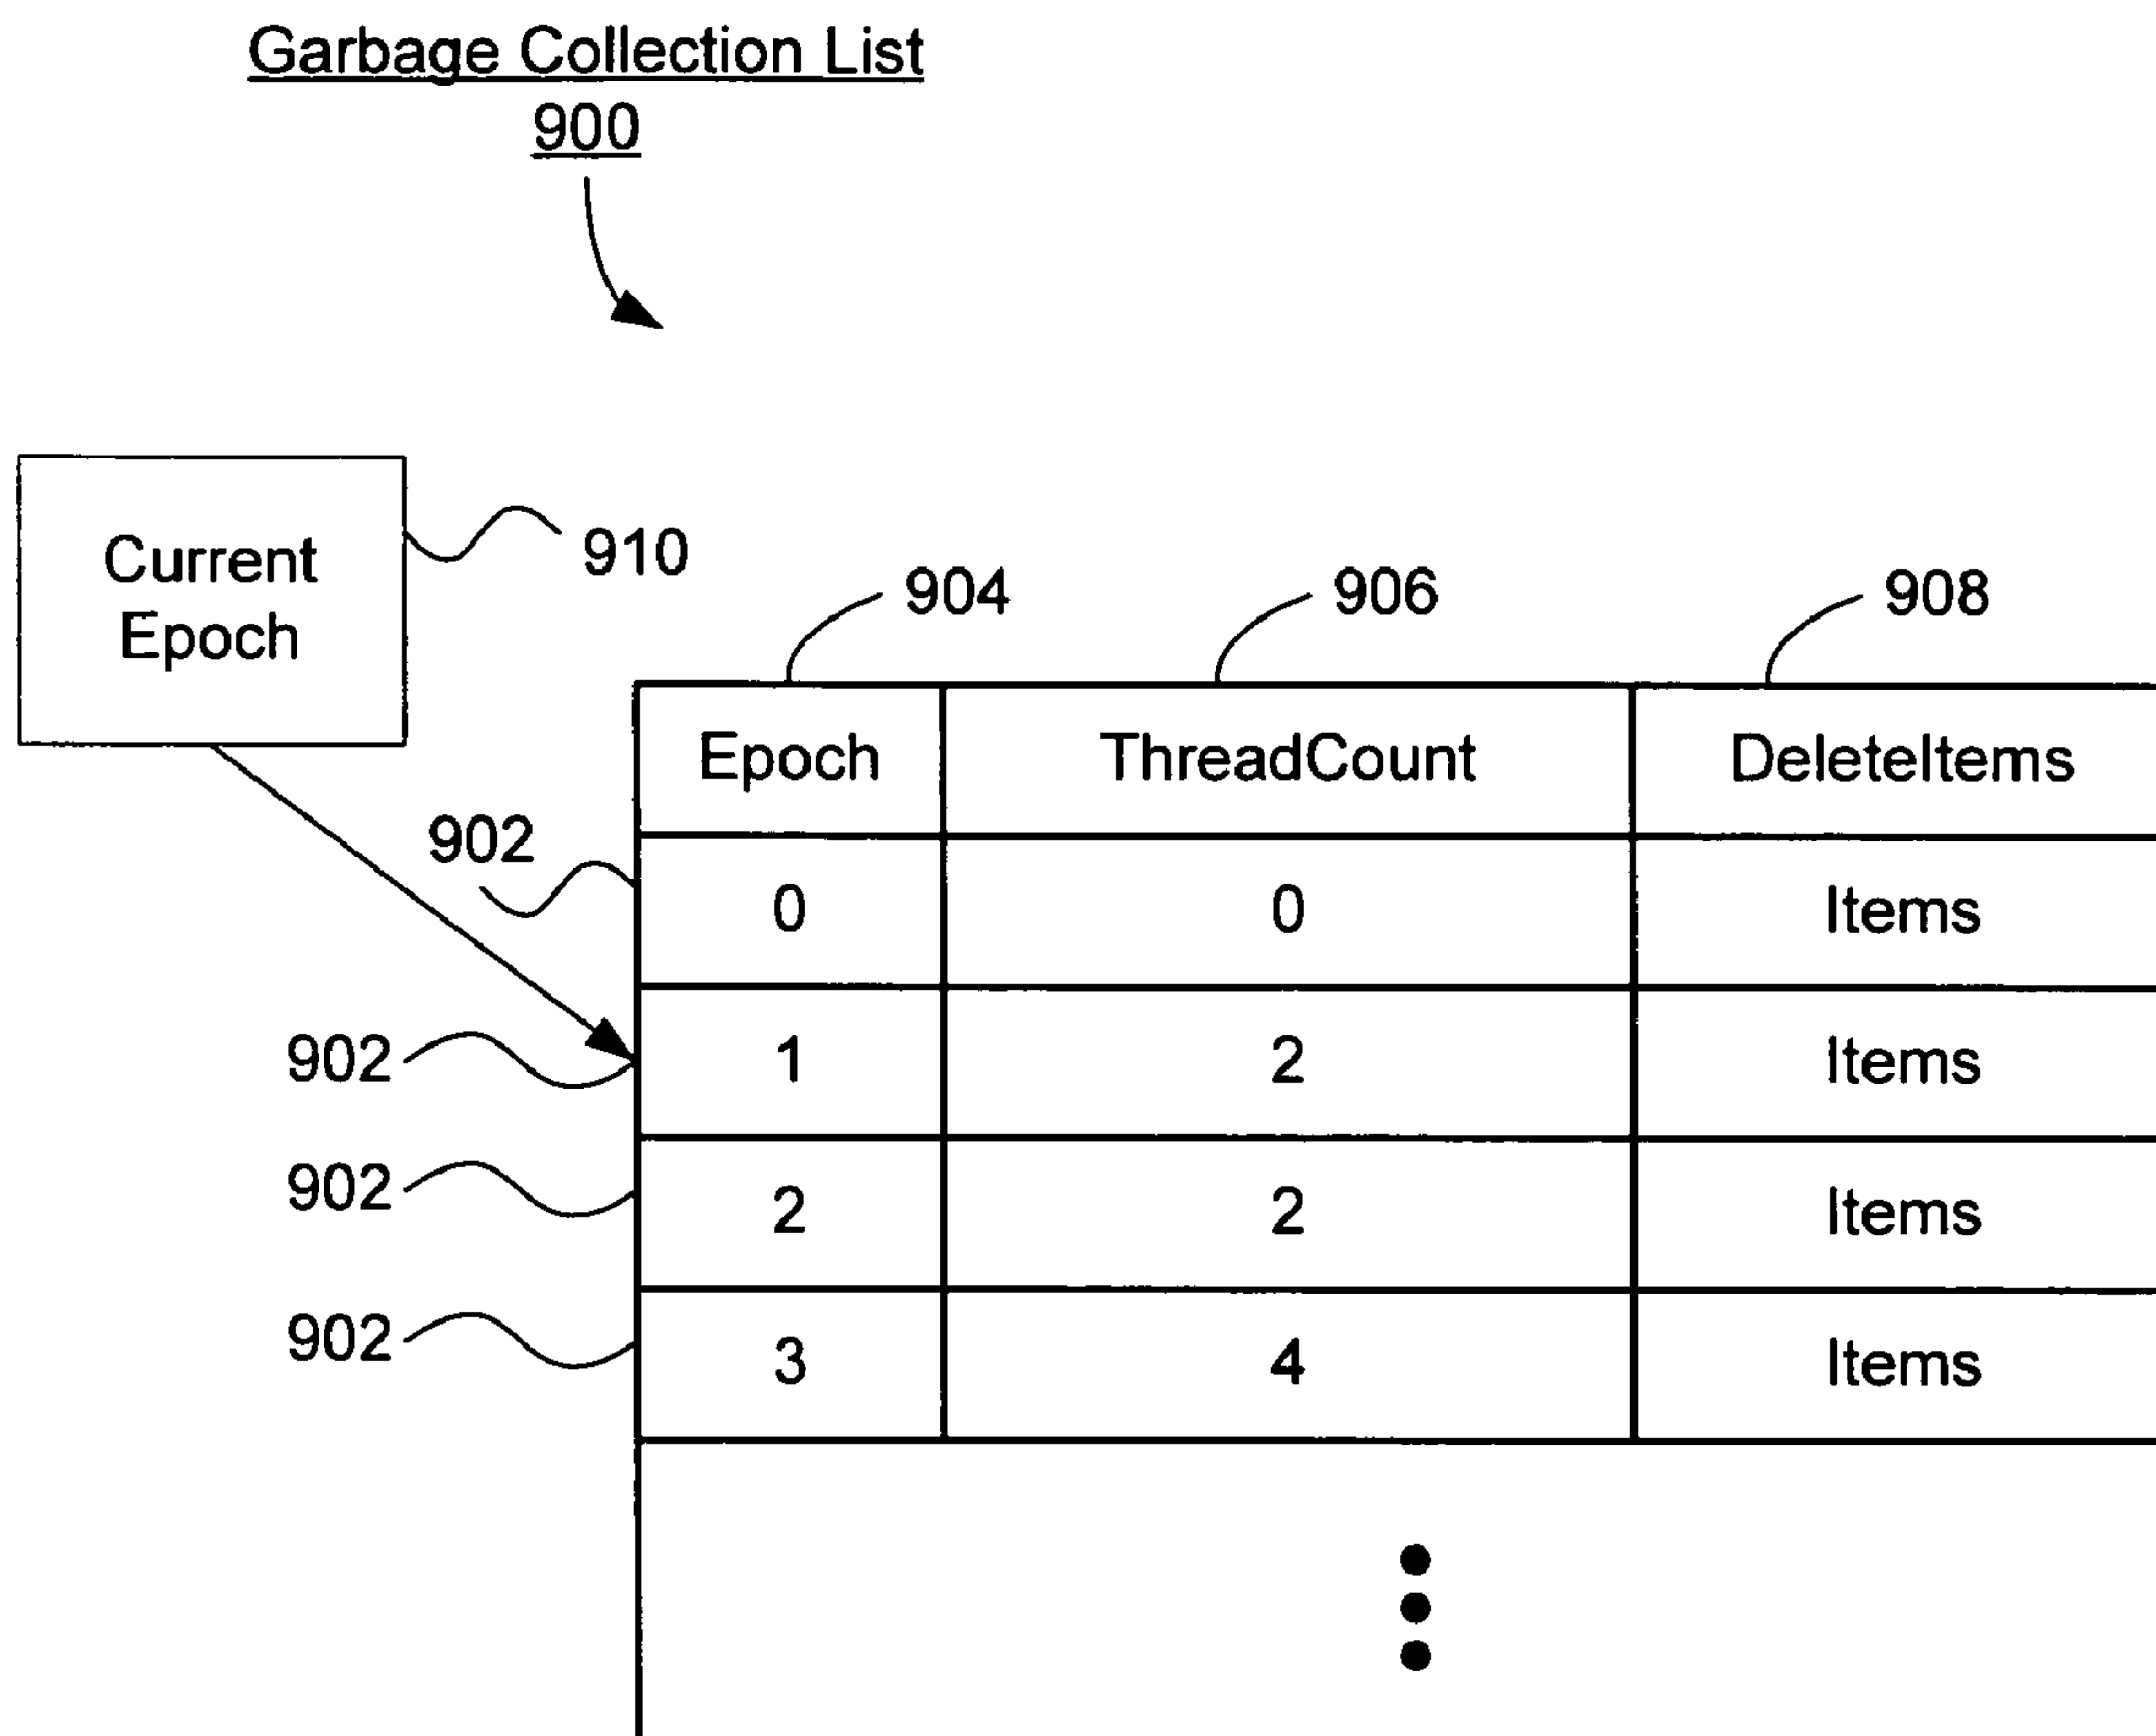 Garbage Collection List
900
Current
Epoch
910
904
906
908
Epoch ThreadCount DeleteItems
902
0 0 Items
902
1 2 Items
902
2 2 Items
902
3 4 Items